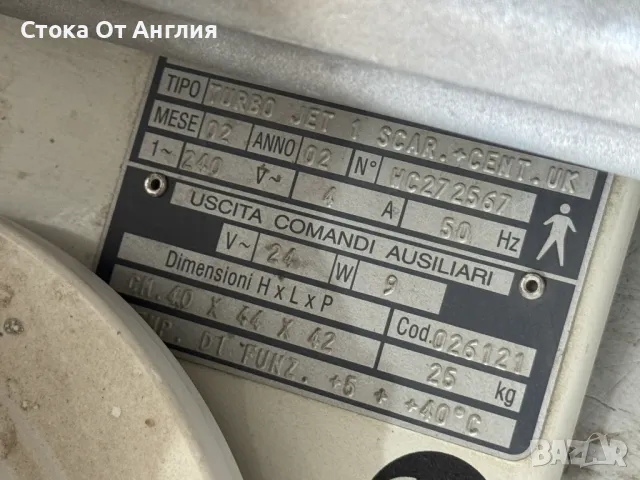 Стока От Англия
TIPO TURBO JET 1 SCAR.+CENT.UK
MESE 02 ANNO 02 N° HC272567
1~ 240 V~ 4 A 50 Hz
USCITA COMANDI AUSILIARI
V~ 24 W 9
Dimensioni H x L x P Cod. 026121
CM.40 X 44 X 42 25 kg
DI FUNZ. +5 + +40°C
BAZAR